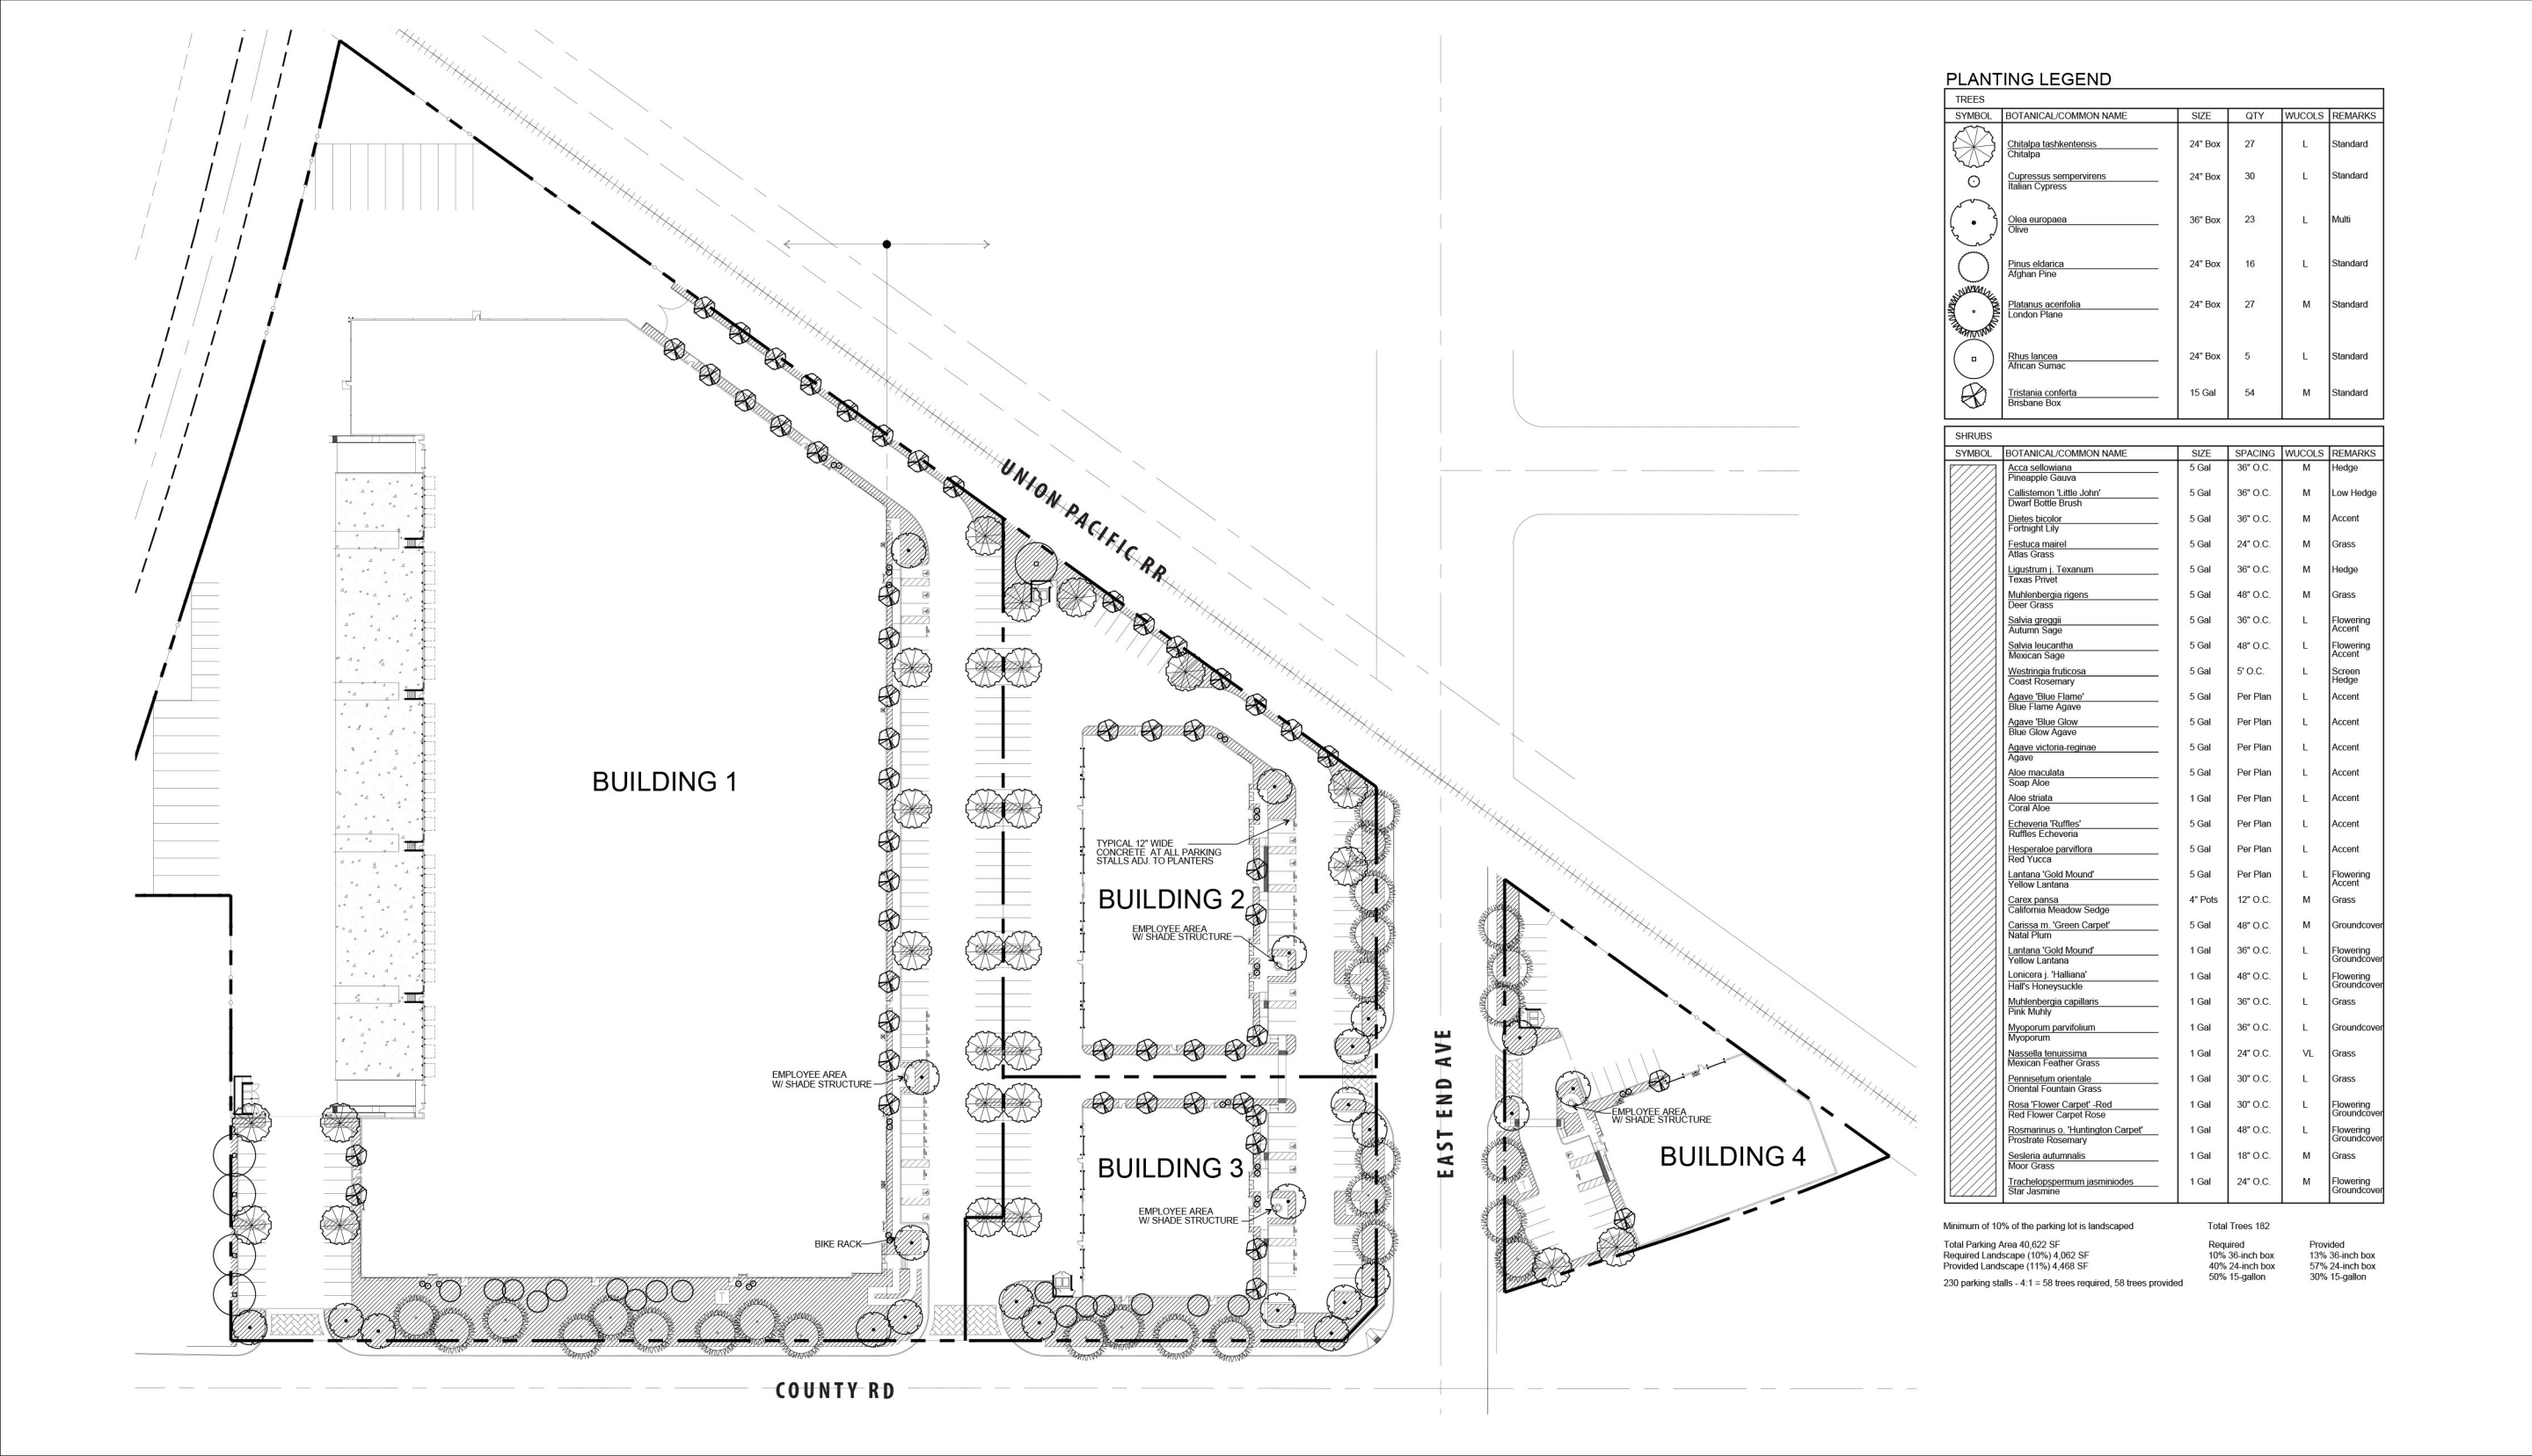 UNION PACIFIC RR
BUILDING 1
TYPICAL 12" WIDE
CONCRETE AT ALL PARKING
STALLS ADJ. TO PLANTERS
BUILDING 2
EMPLOYEE AREA
W/ SHADE STRUCTURE
EAST END AVE
EMPLOYEE AREA
W/ SHADE STRUCTURE
EMPLOYEE AREA
W/ SHADE STRUCTURE
BUILDING 4
BUILDING 3
EMPLOYEE AREA
W/ SHADE STRUCTURE
BIKE RACK
COUNTY RD
PLANTING LEGEND
TREES
SYMBOL BOTANICAL/COMMON NAME SIZE QTY WUCOLS REMARKS
Chitalpa tashkentensis 24" Box 27 L Standard
Chitalpa
Cupressus sempervirens 24" Box 30 L Standard
Italian Cypress
Olea europaea 36" Box 23 L Multi
Olive
Pinus eldarica 24" Box 16 L Standard
Afghan Pine
Platanus acerifolia 24" Box 27 M Standard
London Plane
Rhus lancea 24" Box 5 L Standard
African Sumac
Tristania conferta 15 Gal 54 M Standard
Brisbane Box
SHRUBS
SYMBOL BOTANICAL/COMMON NAME SIZE SPACING WUCOLS REMARKS
Acca sellowiana 5 Gal 36" O.C. M Hedge
Pineapple Gauva
Callistemon 'Little John' 5 Gal 36" O.C. M Low Hedge
Dwarf Bottle Brush
Dietes bicolor 5 Gal 36" O.C. M Accent
Fortnight Lily
Festuca mairel 5 Gal 24" O.C. M Grass
Atlas Grass
Ligustrum j. Texanum 5 Gal 36" O.C. M Hedge
Texas Privet
Muhlenbergia rigens 5 Gal 48" O.C. M Grass
Deer Grass
Salvia greggii 5 Gal 36" O.C. L Flowering
Autumn Sage Accent
Salvia leucantha 5 Gal 48" O.C. L Flowering
Mexican Sage Accent
Westringia fruticosa 5 Gal 5' O.C. L Screen
Coast Rosemary Hedge
Agave 'Blue Flame' 5 Gal Per Plan L Accent
Blue Flame Agave
Agave 'Blue Glow 5 Gal Per Plan L Accent
Blue Glow Agave
Agave victoria-reginae 5 Gal Per Plan L Accent
Agave
Aloe maculata 5 Gal Per Plan L Accent
Soap Aloe
Aloe striata 1 Gal Per Plan L Accent
Coral Aloe
Echeveria 'Ruffles' 5 Gal Per Plan L Accent
Ruffles Echeveria
Hesperaloe parviflora 5 Gal Per Plan L Accent
Red Yucca
Lantana 'Gold Mound' 5 Gal Per Plan L Flowering
Yellow Lantana Accent
Carex pansa 4" Pots 12" O.C. M Grass
California Meadow Sedge
Carissa m. 'Green Carpet' 5 Gal 48" O.C. M Groundcover
Natal Plum
Lantana 'Gold Mound' 1 Gal 36" O.C. L Flowering
Yellow Lantana Groundcover
Lonicera j. 'Halliana' 1 Gal 48" O.C. L Flowering
Hall's Honeysuckle Groundcover
Muhlenbergia capillaris 1 Gal 36" O.C. L Grass
Pink Muhly
Myoporum parvifolium 1 Gal 36" O.C. L Groundcover
Myoporum
Nassella tenuissima 1 Gal 24" O.C. VL Grass
Mexican Feather Grass
Pennisetum orientale 1 Gal 30" O.C. L Grass
Oriental Fountain Grass
Rosa 'Flower Carpet' -Red 1 Gal 30" O.C. L Flowering
Red Flower Carpet Rose Groundcover
Rosmarinus o. 'Huntington Carpet' 1 Gal 48" O.C. L Flowering
Prostrate Rosemary Groundcover
Sesleria autumnalis 1 Gal 18" O.C. M Grass
Moor Grass
Trachelopspermum jasminiodes 1 Gal 24" O.C. M Flowering
Star Jasmine Groundcover
Minimum of 10% of the parking lot is landscaped Total Trees 182
Total Parking Area 40,622 SF Required Provided
Required Landscape (10%) 4,062 SF 10% 36-inch box 13% 36-inch box
Provided Landscape (11%) 4,468 SF 40% 24-inch box 57% 24-inch box
50% 15-gallon 30% 15-gallon
230 parking stalls - 4:1 = 58 trees required, 58 trees provided